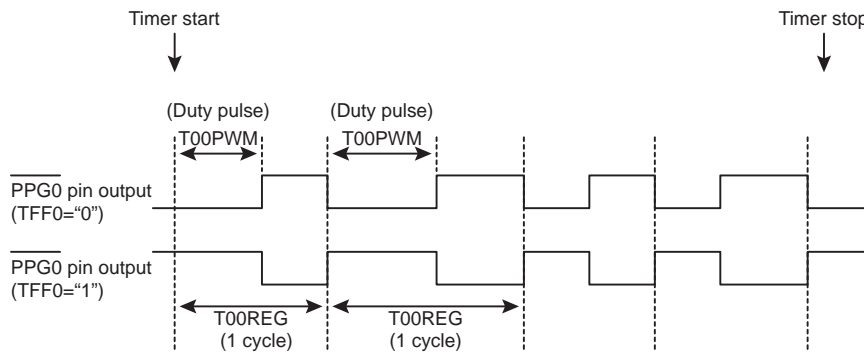 Timer start
Timer stop
(Duty pulse)
(Duty pulse)
T00PWM
T00PWM
PPG0 pin output
(TFF0=“0”)
PPG0 pin output
(TFF0=“1”)
T00REG
T00REG
(1 cycle)
(1 cycle)